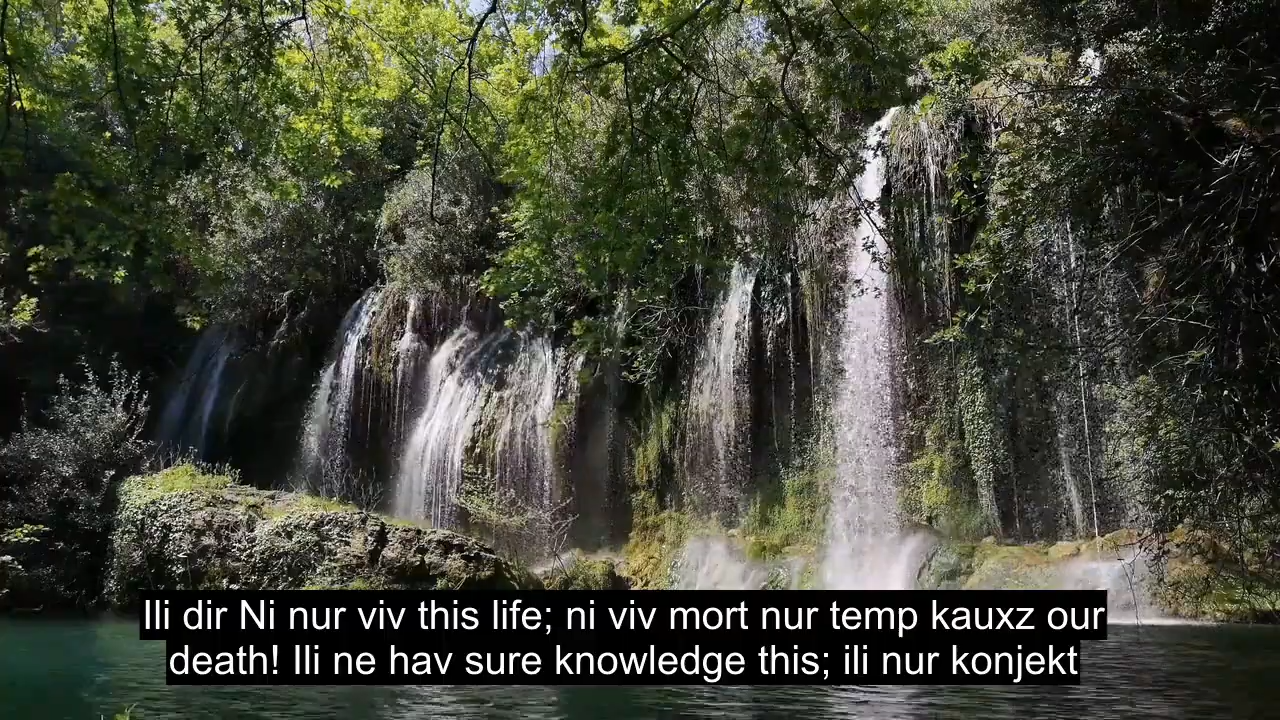 Ili dir Ni nur viv this life; ni viv mort nur temp kauxz our
death! Ili ne hav sure knowledge this; ili nur konjekt